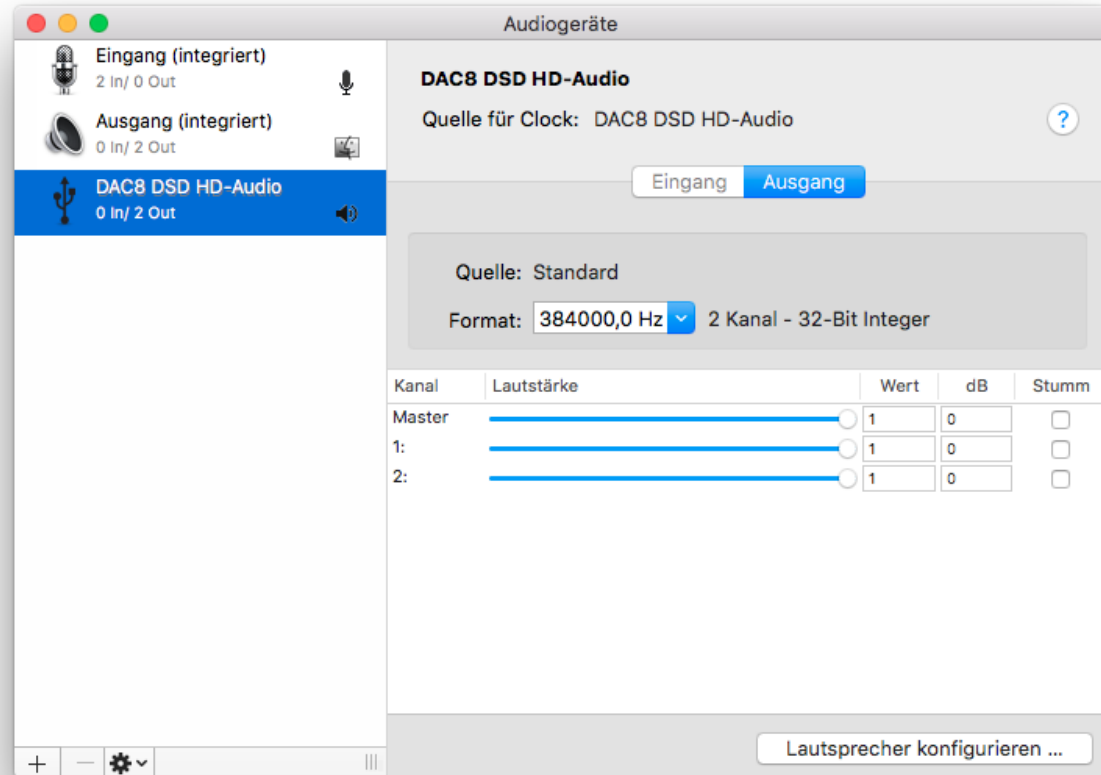 Audiogeräte
Eingang (integriert)
2 In/ 0 Out
Ausgang (integriert)
0 In/ 2 Out
DAC8 DSD HD-Audio
0 In/ 2 Out
DAC8 DSD HD-Audio
Quelle für Clock: DAC8 DSD HD-Audio
?
Eingang Ausgang
Quelle: Standard
Format: 384000,0 Hz 2 Kanal - 32-Bit Integer
Kanal Lautstärke Wert dB Stumm
Master 1 0
1: 1 0
2: 1 0
Lautsprecher konfigurieren ...